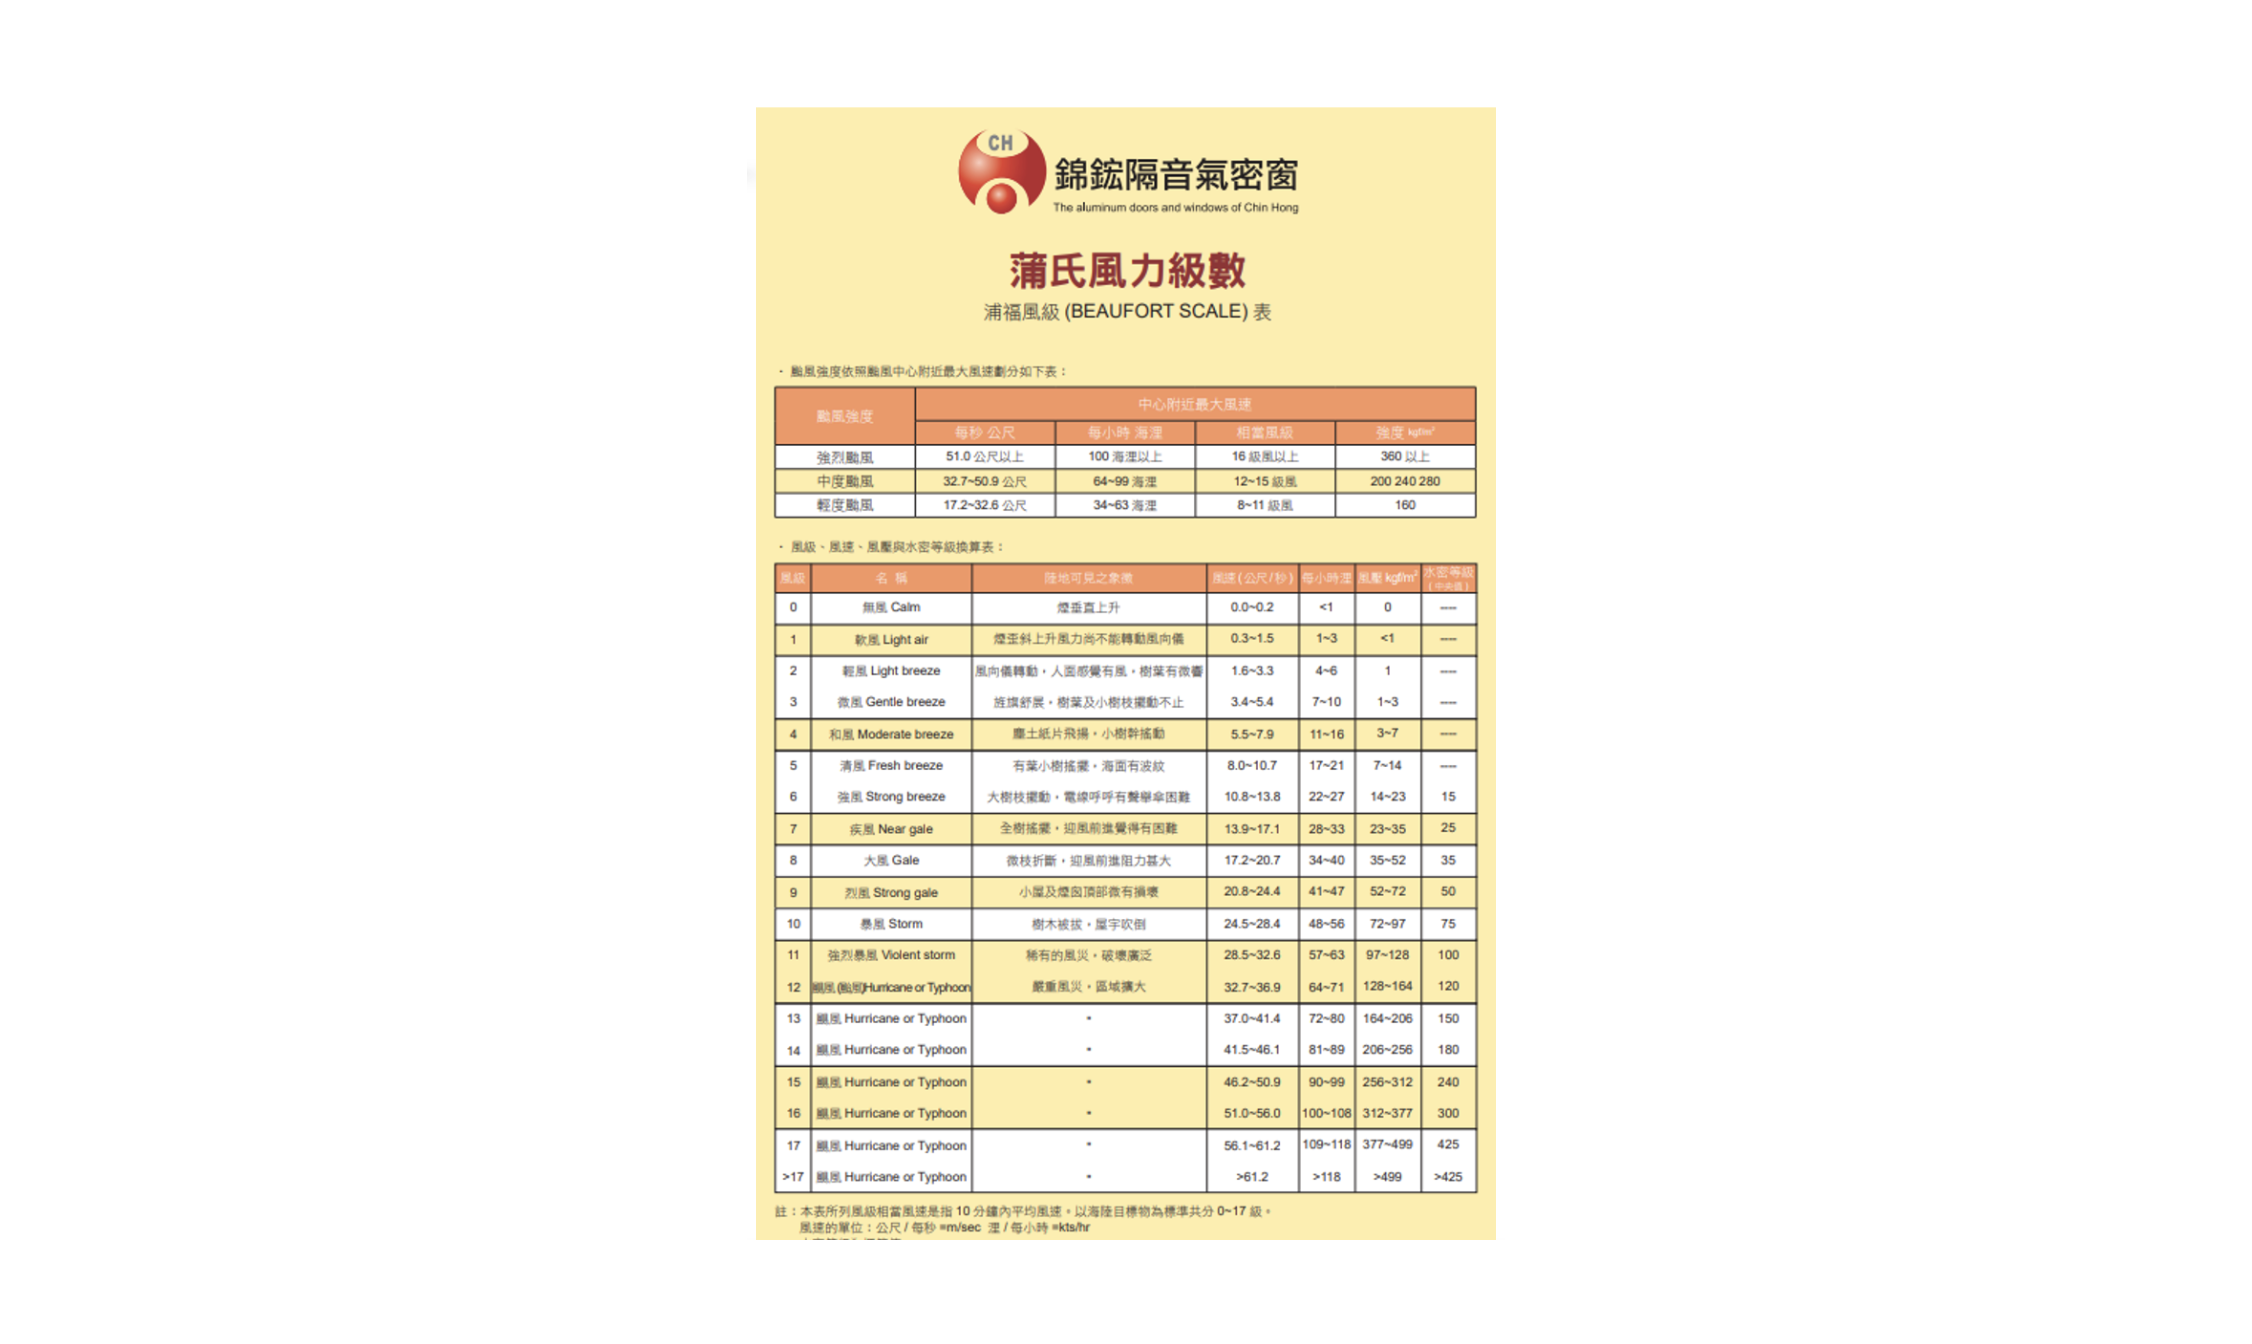 CH
錦鋐隔音氣密窗
The aluminum doors and windows of Chin Hong
蒲氏風力級數
浦福風級 (BEAUFORT SCALE) 表
· 颱風強度依照颱風中心附近最大風速劃分如下表：
颱風強度 中心附近最大風速
每秒 公尺 每小時 海浬 相當風級 強度 kgf/m²
強烈颱風 51.0 公尺以上 100 海浬以上 16 級風以上 360 以上
中度颱風 32.7~50.9 公尺 64~99 海浬 12~15 級風 200 240 280
輕度颱風 17.2~32.6 公尺 34~63 海浬 8~11 級風 160
· 風級、風速、風壓與水密等級換算表：
風級 名 稱 陸地可見之象徵 風速(公尺/秒) 每小時浬 風壓 kgf/m² 水密等級
(中央值)
0 無風 Calm 煙垂直上升 0.0~0.2 <1 0 ---
1 軟風 Light air 煙歪斜上升風力尚不能轉動風向儀 0.3~1.5 1~3 <1 ---
2 輕風 Light breeze 風向儀轉動，人面感覺有風，樹葉有微響 1.6~3.3 4~6 1 ---
3 微風 Gentle breeze 旌旗舒展，樹葉及小樹枝擺動不止 3.4~5.4 7~10 1~3 ---
4 和風 Moderate breeze 塵土紙片飛揚，小樹幹搖動 5.5~7.9 11~16 3~7 ---
5 清風 Fresh breeze 有葉小樹搖擺，海面有波紋 8.0~10.7 17~21 7~14 ---
6 強風 Strong breeze 大樹枝擺動，電線呼呼有聲舉傘困難 10.8~13.8 22~27 14~23 15
7 疾風 Near gale 全樹搖擺，迎風前進覺得有困難 13.9~17.1 28~33 23~35 25
8 大風 Gale 微枝折斷，迎風前進阻力甚大 17.2~20.7 34~40 35~52 35
9 烈風 Strong gale 小屋及煙囪頂部微有損壞 20.8~24.4 41~47 52~72 50
10 暴風 Storm 樹木被拔，屋宇吹倒 24.5~28.4 48~56 72~97 75
11 強烈暴風 Violent storm 稀有的風災，破壞廣泛 28.5~32.6 57~63 97~128 100
12 颶風(颱風)Hurricane or Typhoon 嚴重風災，區域擴大 32.7~36.9 64~71 128~164 120
13 颶風 Hurricane or Typhoon " 37.0~41.4 72~80 164~206 150
14 颶風 Hurricane or Typhoon " 41.5~46.1 81~89 206~256 180
15 颶風 Hurricane or Typhoon " 46.2~50.9 90~99 256~312 240
16 颶風 Hurricane or Typhoon " 51.0~56.0 100~108 312~377 300
17 颶風 Hurricane or Typhoon " 56.1~61.2 109~118 377~499 425
>17 颶風 Hurricane or Typhoon " >61.2 >118 >499 >425
註：本表所列風級相當風速是指 10 分鐘內平均風速。以海陸目標物為標準共分 0~17 級。
風速的單位：公尺 / 每秒 =m/sec 浬 / 每小時 =kts/hr